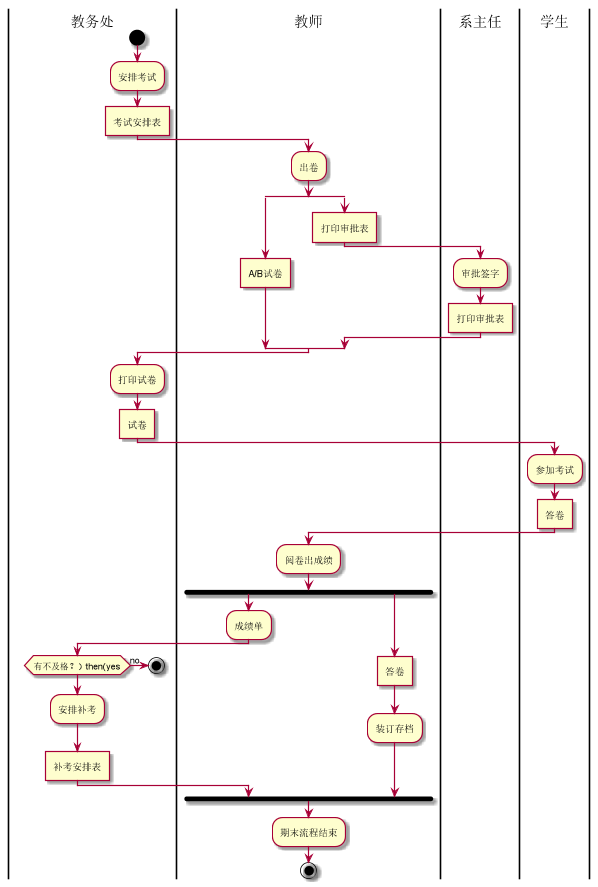 教务处
教师
系主任
学生
安排考试
考试安排表
出卷
打印审批表
A/B试卷
审批签字
打印审批表
打印试卷
试卷
参加考试
答卷
阅卷出成绩
成绩单
有不及格？) then(yes
no
答卷
安排补考
装订存档
补考安排表
期末流程结束